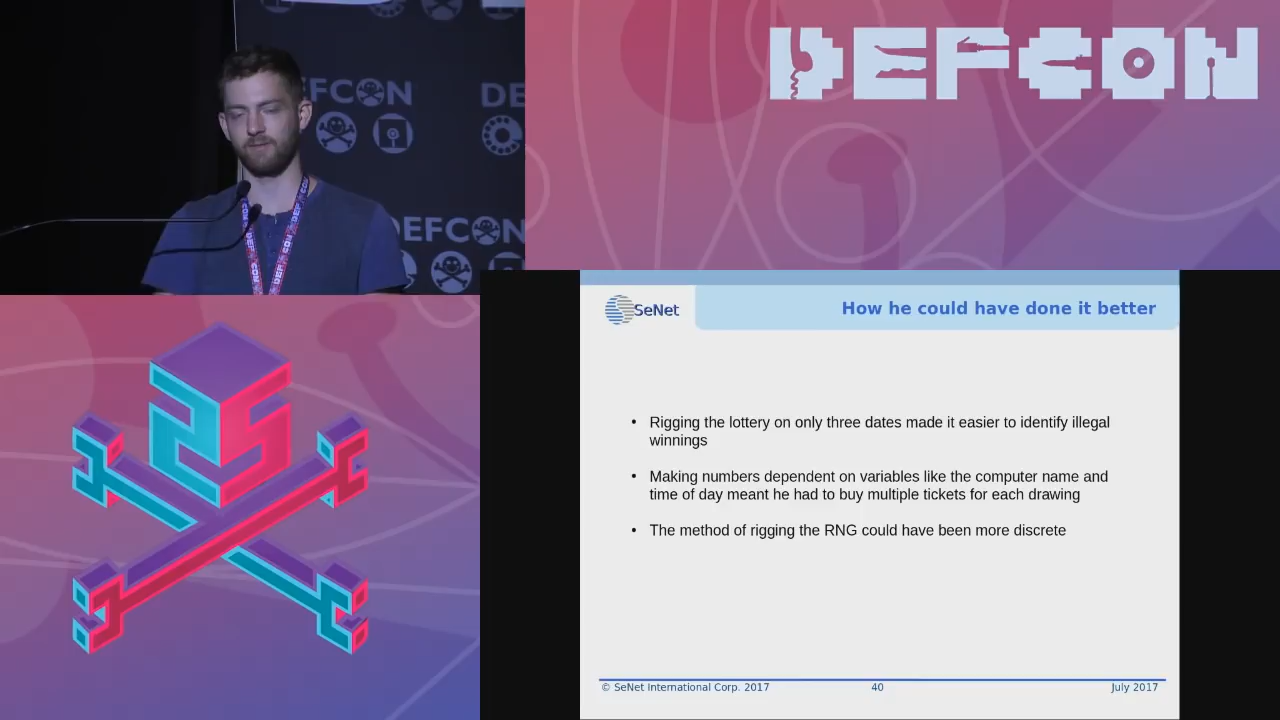 DEFCON
EFCON
DE
DEFCON
DEFCON
DEF
SeNet
How he could have done it better
• Rigging the lottery on only three dates made it easier to identify illegal
winnings
• Making numbers dependent on variables like the computer name and
time of day meant he had to buy multiple tickets for each drawing
• The method of rigging the RNG could have been more discrete
© SeNet International Corp. 2017
40
July 2017